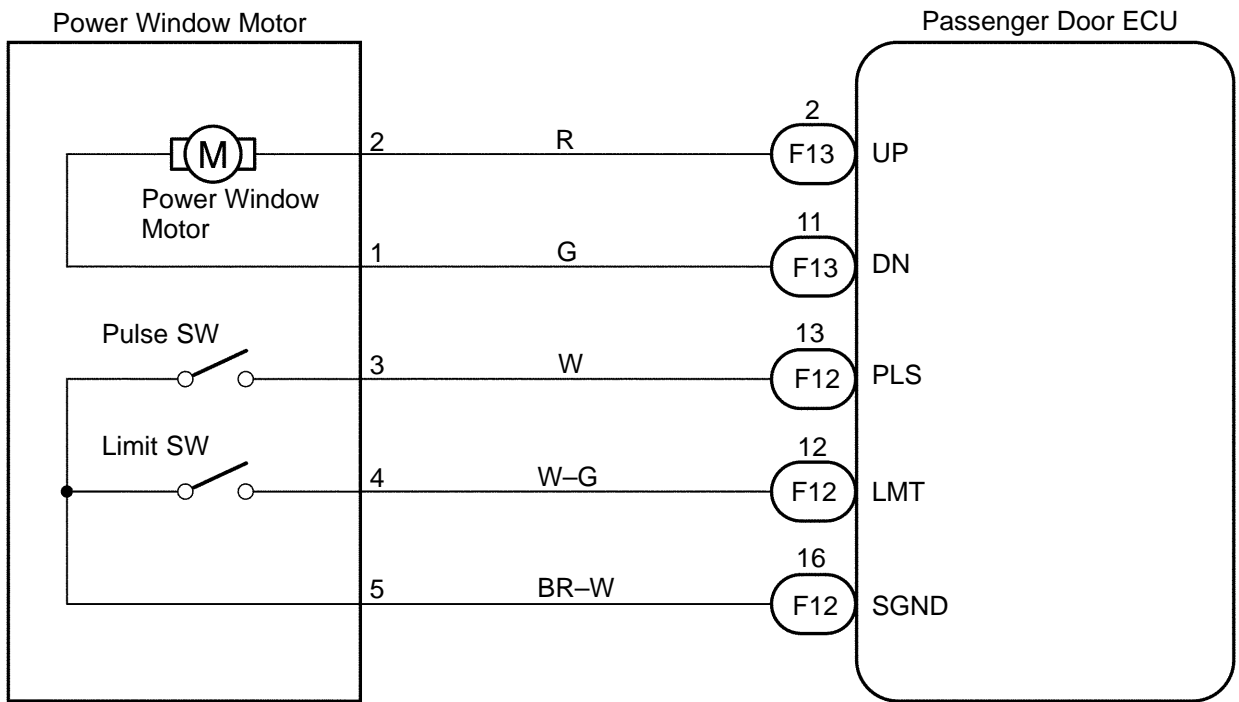 Power Window Motor
Passenger Door ECU
M
Power Window
Motor
2
R
2
F13
UP
1
G
11
F13
DN
Pulse SW
3
W
13
F12
PLS
Limit SW
4
W–G
12
F12
LMT
5
BR–W
16
F12
SGND